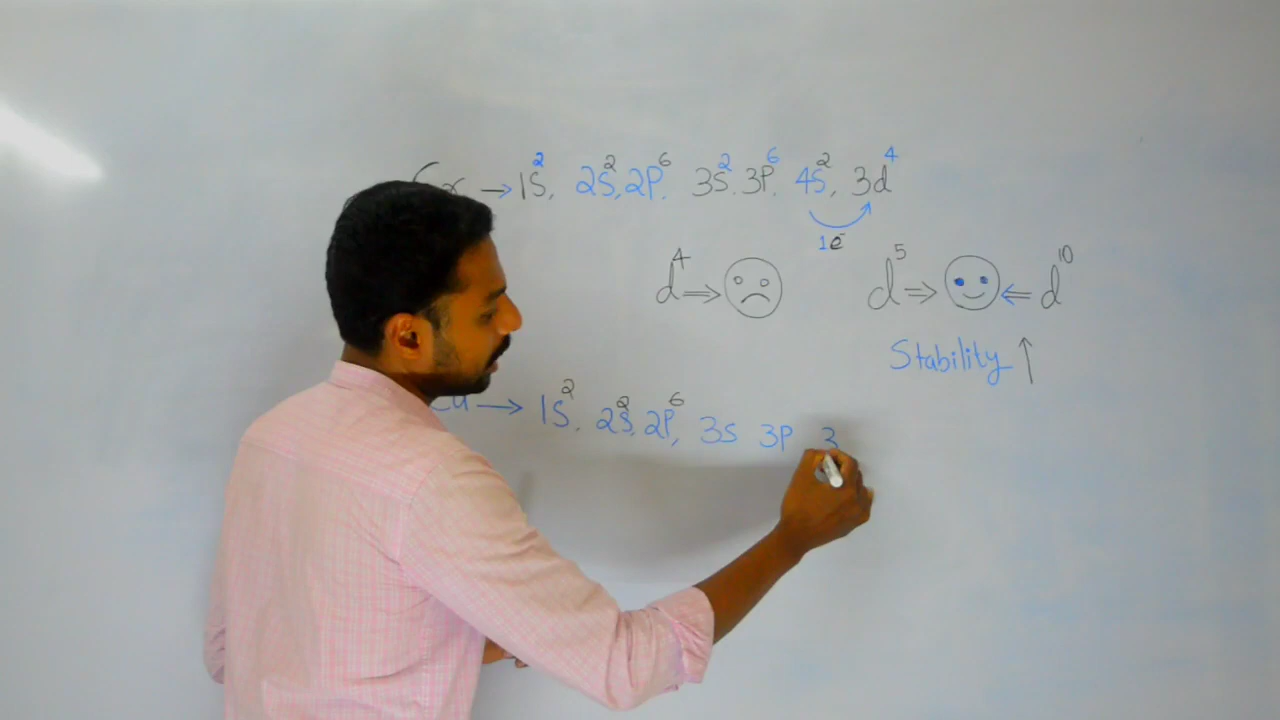 Cr → 1S², 2S², 2P⁶, 3S², 3P⁶, 4S², 3d⁴
1e⁻
d⁴ ⇒ ☹ d⁵ ⇒ ☺ ⇐ d¹⁰
Stability ↑
Cu → 1S², 2S², 2P⁶, 3S 3P 3